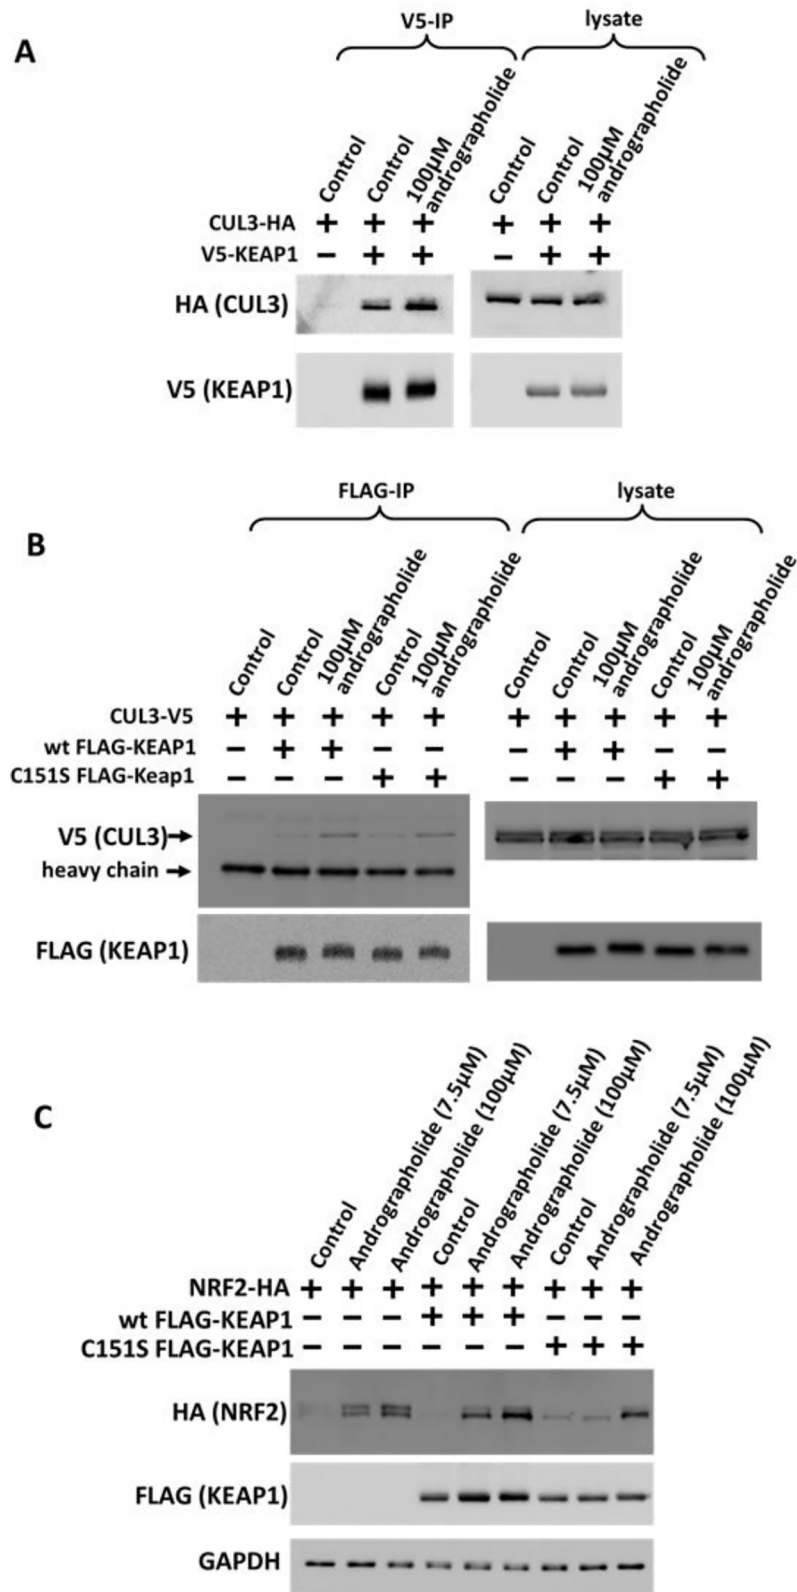 A
V5-IP
lysate
Control
Control
100µM
andrographolide
Control
Control
100µM
andrographolide
CUL3-HA + + + + + +
V5-KEAP1 – + + – + +
HA (CUL3)
V5 (KEAP1)
B
FLAG-IP
lysate
Control
Control
100µM
andrographolide
Control
100µM
andrographolide
Control
Control
100µM
andrographolide
Control
100µM
andrographolide
CUL3-V5 + + + + + + + + + +
wt FLAG-KEAP1 – + + – – – + + – –
C151S FLAG-Keap1 – – – + + – – – + +
V5 (CUL3)
heavy chain
FLAG (KEAP1)
C
Control
Andrographolide (7.5µM)
Andrographolide (100µM)
Control
Andrographolide (7.5µM)
Andrographolide (100µM)
Control
Andrographolide (7.5µM)
Andrographolide (100µM)
NRF2-HA + + + + + + + + +
wt FLAG-KEAP1 – – – + + + – – –
C151S FLAG-KEAP1 – – – – – – + + +
HA (NRF2)
FLAG (KEAP1)
GAPDH